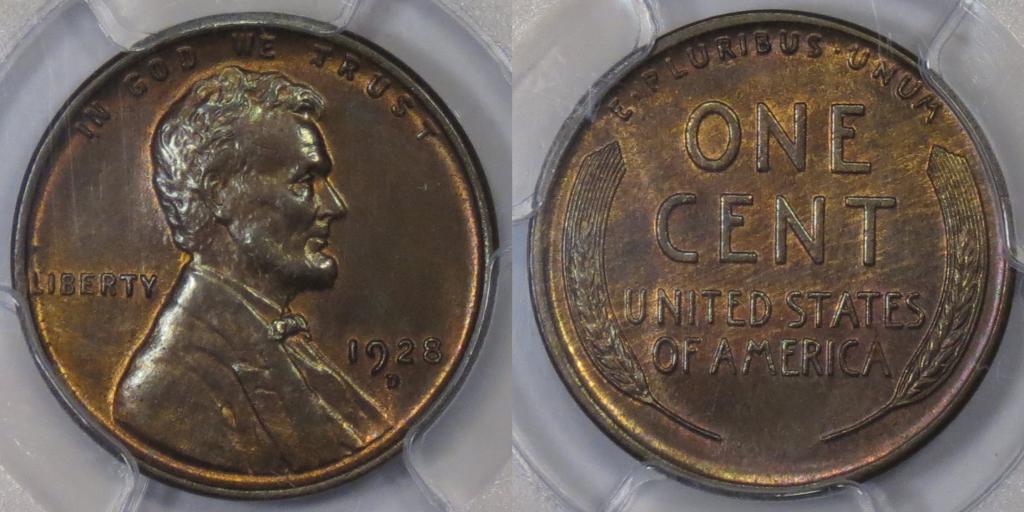 IN GOD WE TRUST
LIBERTY
1928
D
E·PLURIBUS·UNUM
ONE
CENT
UNITED STATES
OF AMERICA